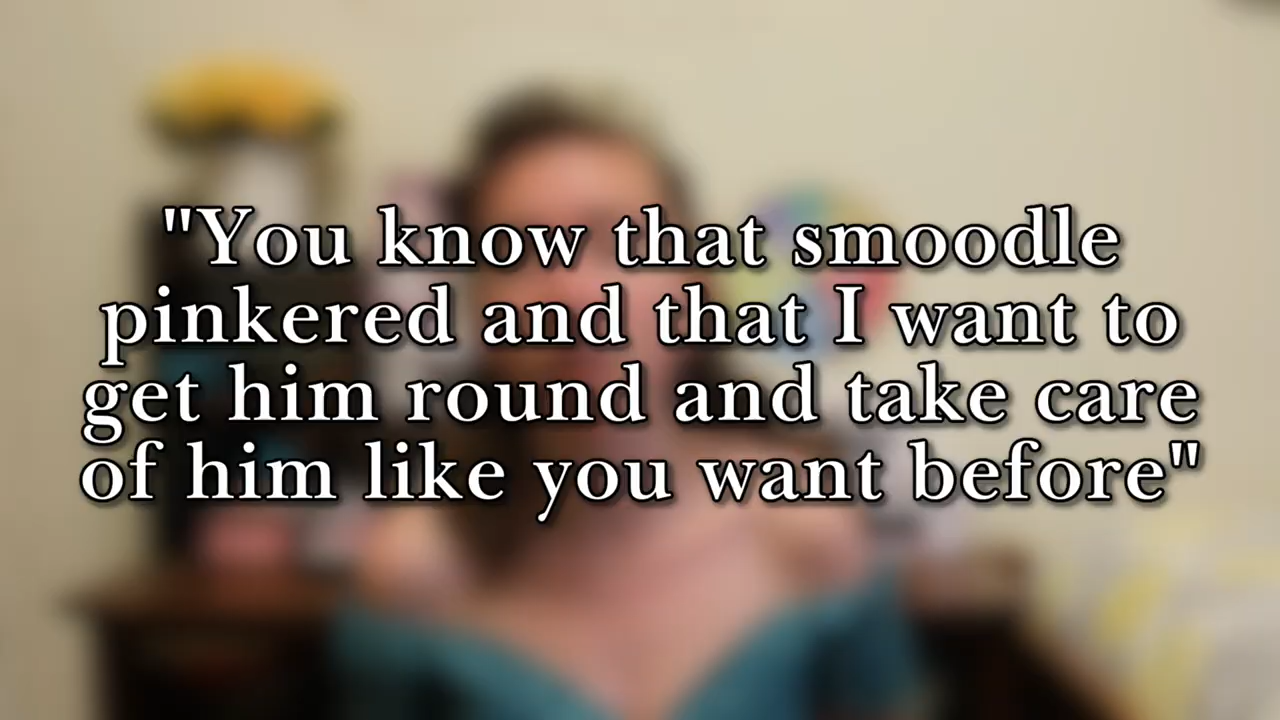 "You know that smoodle
pinkered and that I want to
get him round and take care
of him like you want before"